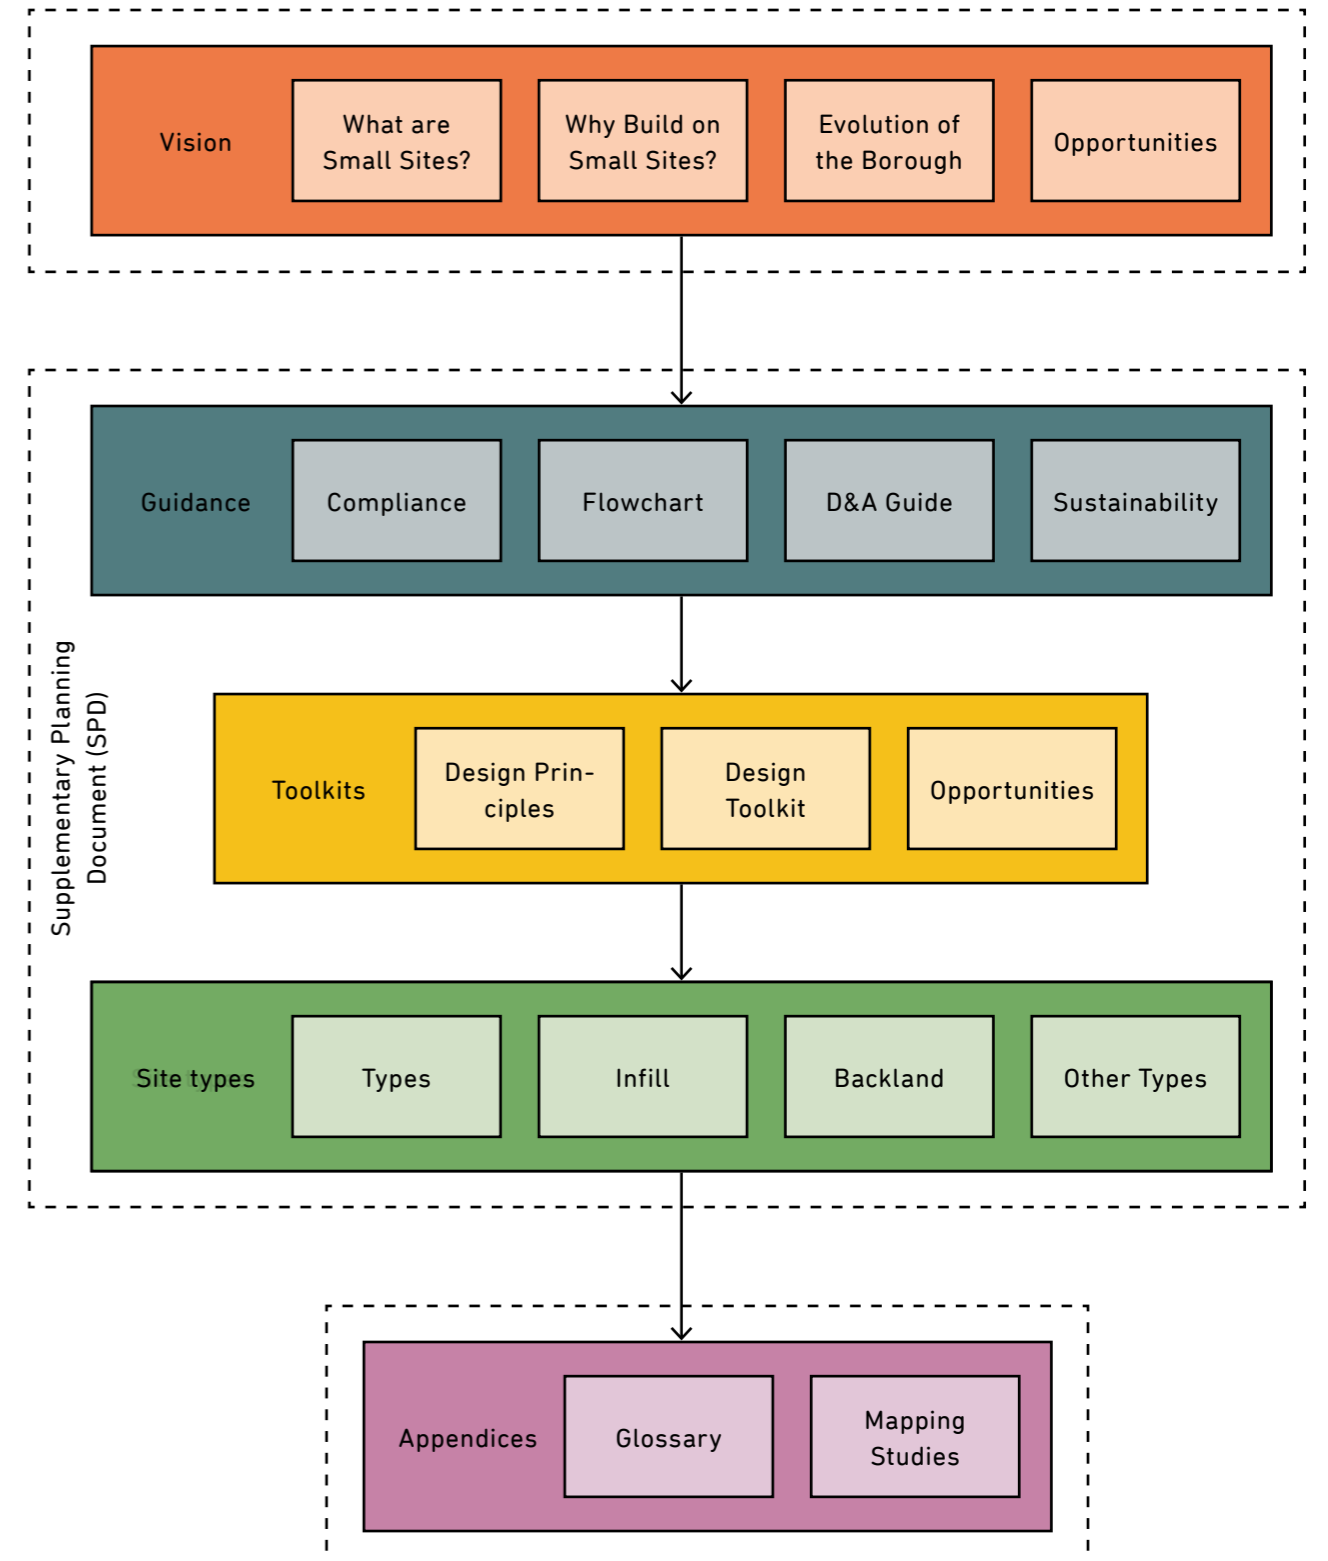 Vision
What are
Small Sites?
Why Build on
Small Sites?
Evolution of
the Borough
Opportunities
Guidance
Compliance
Flowchart
D&A Guide
Sustainability
Supplementary Planning
Document (SPD)
Toolkits
Design Prin-
ciples
Design
Toolkit
Opportunities
Site types
Types
Infill
Backland
Other Types
Appendices
Glossary
Mapping
Studies